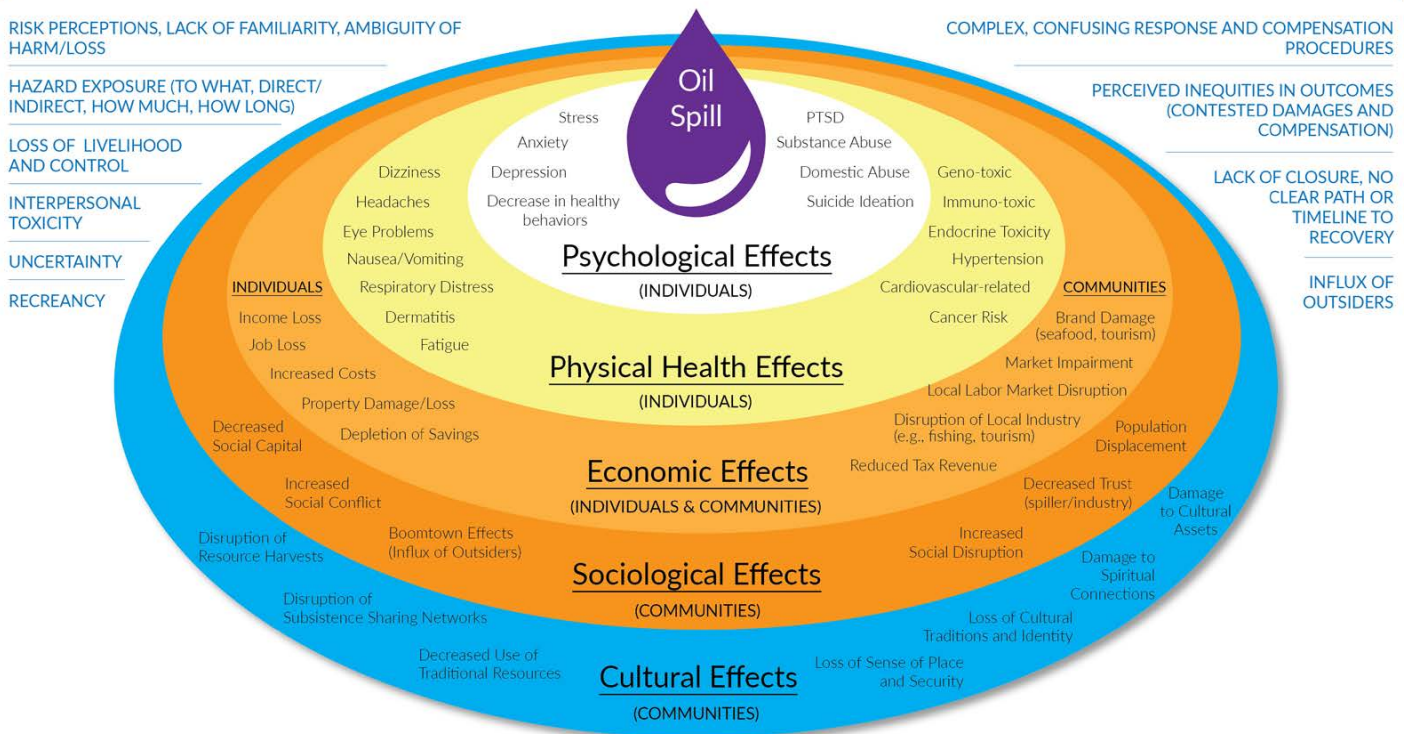 RISK PERCEPTIONS, LACK OF FAMILIARITY, AMBIGUITY OF
HARM/LOSS
HAZARD EXPOSURE (TO WHAT, DIRECT/
INDIRECT, HOW MUCH, HOW LONG)
LOSS OF LIVELIHOOD
AND CONTROL
INTERPERSONAL
TOXICITY
UNCERTAINTY
RECREANCY
COMPLEX, CONFUSING RESPONSE AND COMPENSATION
PROCEDURES
PERCEIVED INEQUITIES IN OUTCOMES
(CONTESTED DAMAGES AND
COMPENSATION)
LACK OF CLOSURE, NO
CLEAR PATH OR
TIMELINE TO
RECOVERY
INFLUX OF
OUTSIDERS
Oil
Spill
Stress
Anxiety
Depression
Decrease in healthy
behaviors
PTSD
Substance Abuse
Domestic Abuse
Suicide Ideation
Psychological Effects
(INDIVIDUALS)
Dizziness
Headaches
Eye Problems
Nausea/Vomiting
Respiratory Distress
Dermatitis
Fatigue
Geno-toxic
Immuno-toxic
Endocrine Toxicity
Hypertension
Cardiovascular-related
Cancer Risk
Physical Health Effects
(INDIVIDUALS)
INDIVIDUALS
Income Loss
Job Loss
Increased Costs
Property Damage/Loss
Depletion of Savings
COMMUNITIES
Brand Damage
(seafood, tourism)
Market Impairment
Local Labor Market Disruption
Disruption of Local Industry
(e.g., fishing, tourism)
Reduced Tax Revenue
Economic Effects
(INDIVIDUALS & COMMUNITIES)
Decreased
Social Capital
Increased
Social Conflict
Boomtown Effects
(Influx of Outsiders)
Population
Displacement
Decreased Trust
(spiller/industry)
Increased
Social Disruption
Sociological Effects
(COMMUNITIES)
Disruption of
Resource Harvests
Disruption of
Subsistence Sharing Networks
Decreased Use of
Traditional Resources
Damage
to Cultural
Assets
Damage to
Spiritual
Connections
Loss of Cultural
Traditions and Identity
Loss of Sense of Place
and Security
Cultural Effects
(COMMUNITIES)